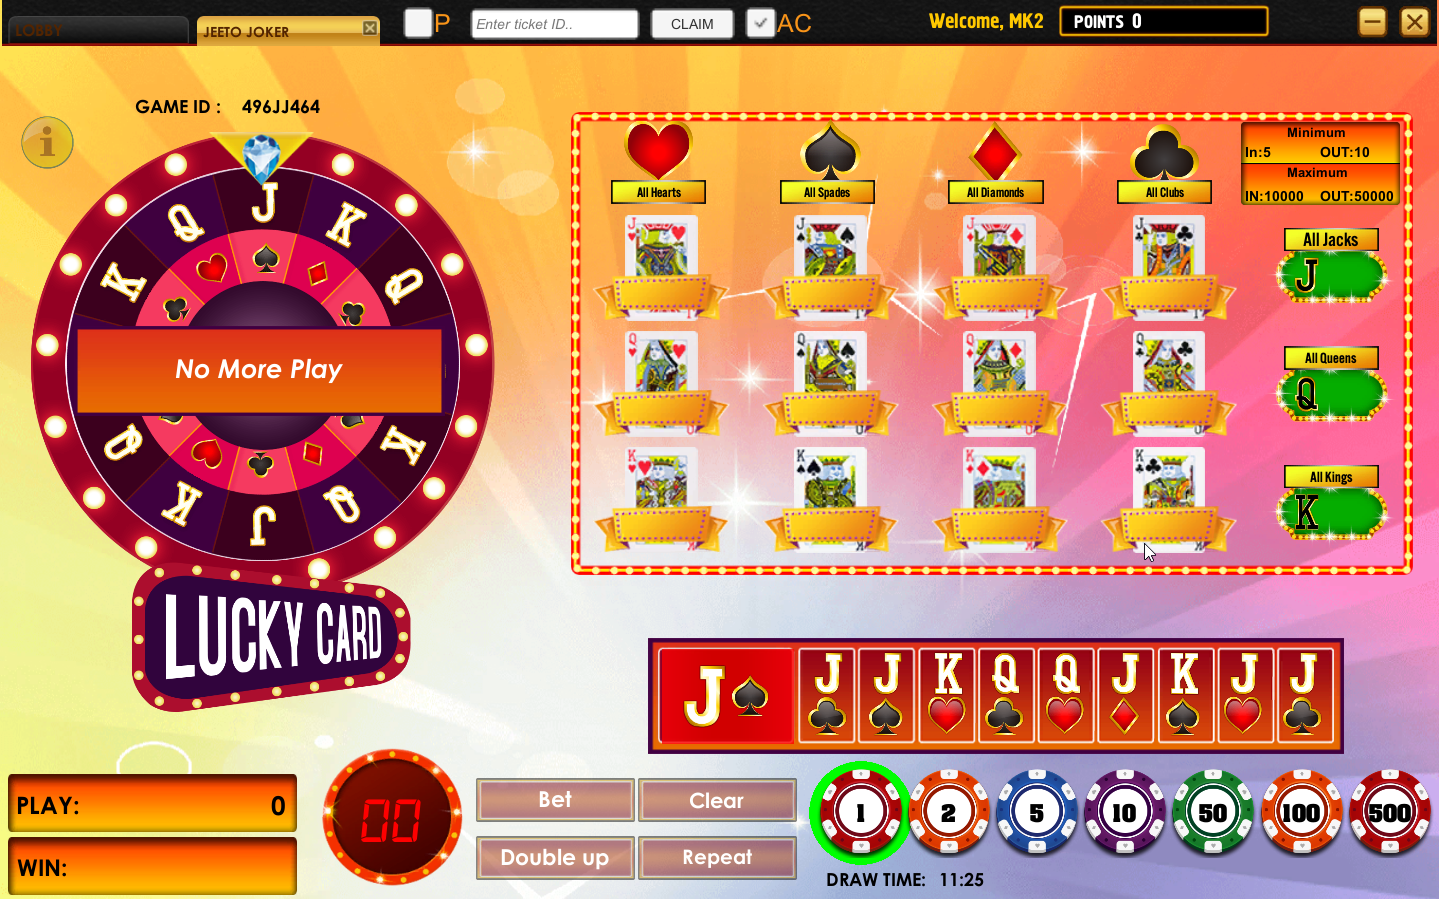 LOBBY
JEETO JOKER
P
Enter ticket ID..
CLAIM
AC
Welcome, MK2
POINTS 0
GAME ID : 496JJ464
i
J
K
Q
K
Q
J
K
Q
K
Q
No More Play
LUCKY CARD
All Hearts
All Spades
All Diamonds
All Clubs
Minimum
In:5 OUT:10
Maximum
IN:10000 OUT:50000
J J J J
All Jacks
J
Q Q Q Q
All Queens
Q
K K K K
All Kings
K
J J J K Q Q J K J J
PLAY: 0
WIN:
00
Bet
Clear
Double up
Repeat
1 2 5 10 50 100 500
DRAW TIME: 11:25